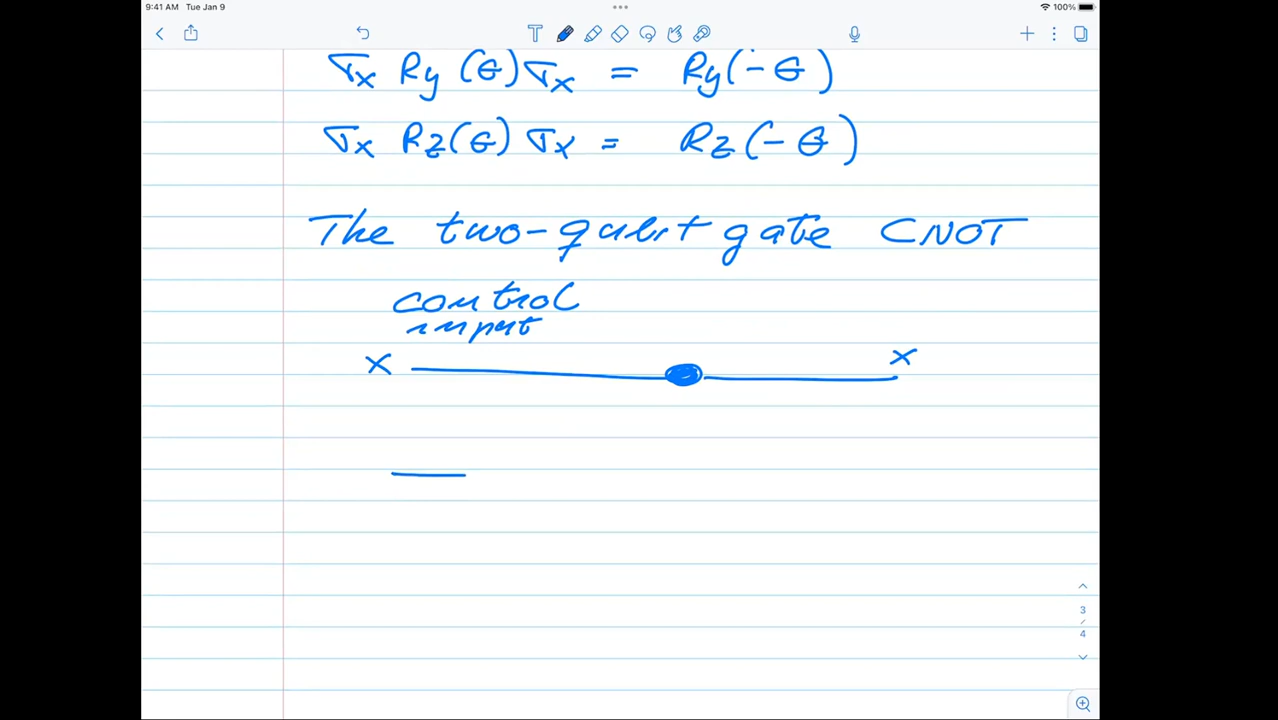 9:41 AM Tue Jan 9
100%
σx Ry (θ) σx = Ry(-θ)
σx Rz(θ) σx = Rz(-θ)
The two-qubit gate CNOT
control
input
x x
3
/
4